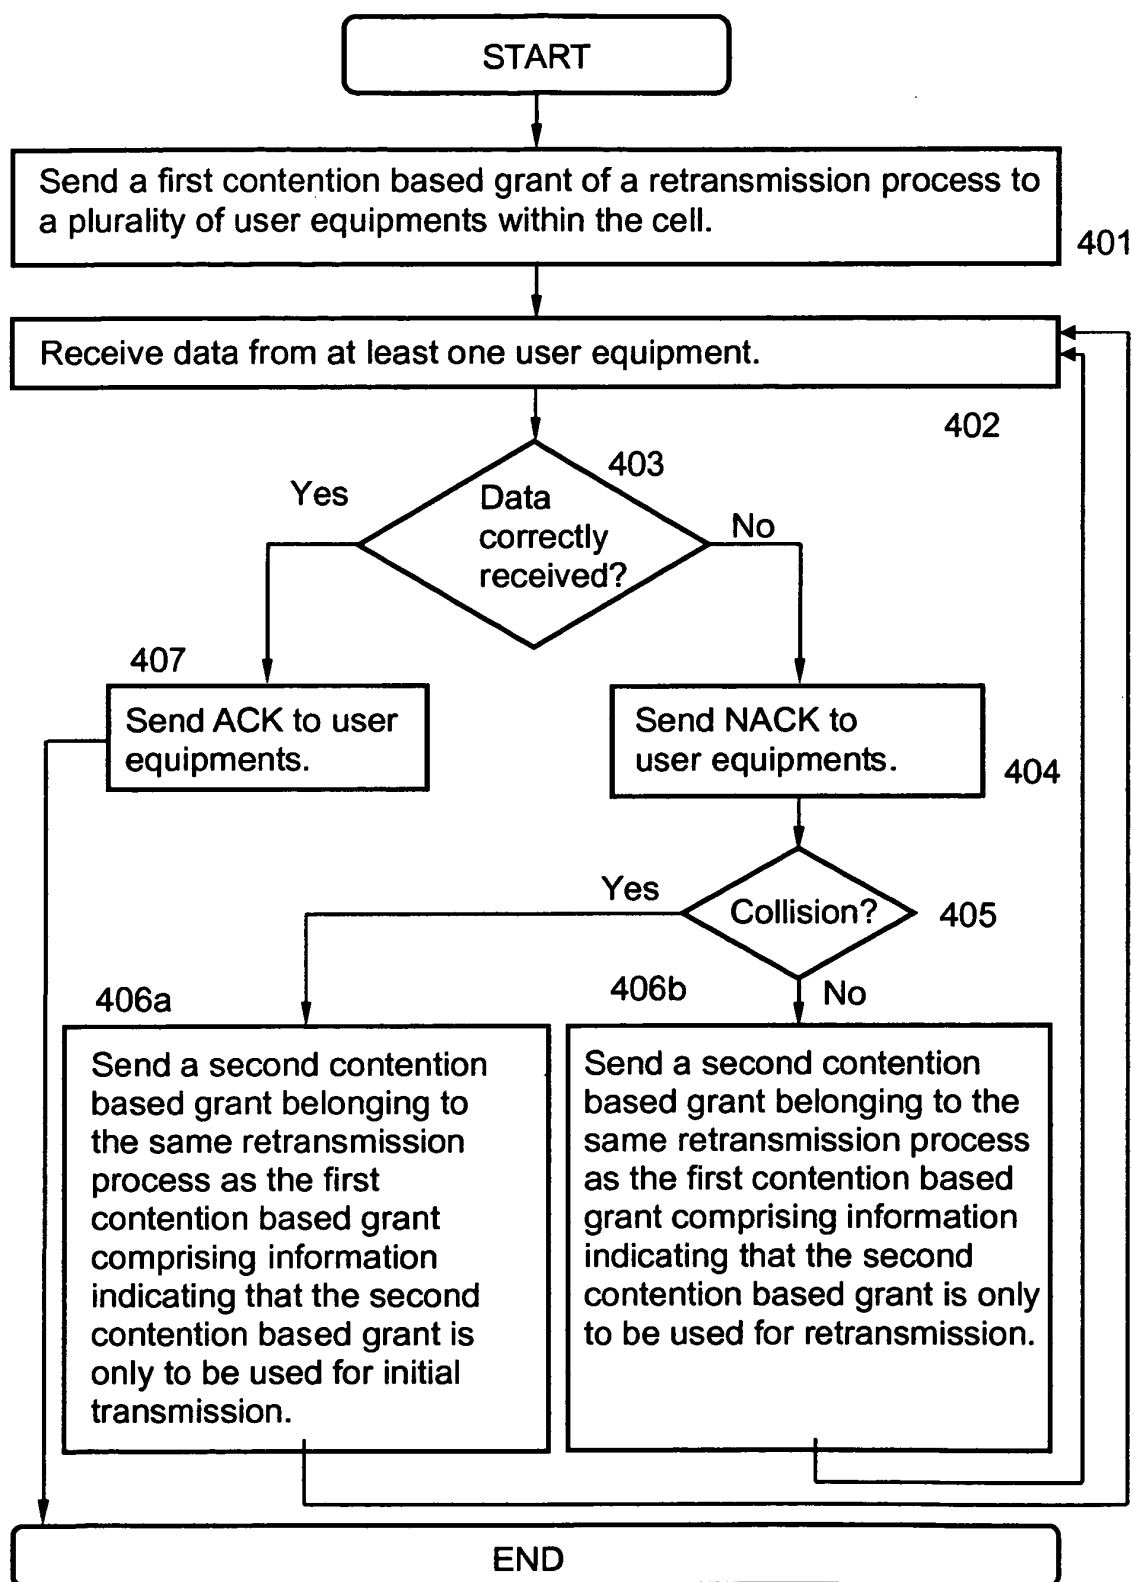 START
Send a first contention based grant of a retransmission process to
a plurality of user equipments within the cell.
401
Receive data from at least one user equipment.
402
403
Yes
Data
correctly
received?
No
407
Send ACK to user
equipments.
Send NACK to
user equipments.
404
Yes
Collision?
405
406a
406b
No
Send a second contention
based grant belonging to
the same retransmission
process as the first
contention based grant
comprising information
indicating that the second
contention based grant is
only to be used for initial
transmission.
Send a second contention
based grant belonging to the
same retransmission process
as the first contention based
grant comprising information
indicating that the second
contention based grant is only
to be used for retransmission.
END